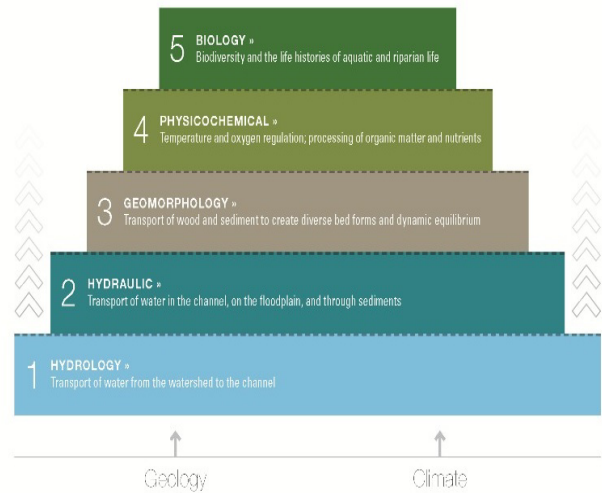 5 BIOLOGY »
Biodiversity and the life histories of aquatic and riparian life
4 PHYSICOCHEMICAL »
Temperature and oxygen regulation; processing of organic matter and nutrients
3 GEOMORPHOLOGY »
Transport of wood and sediment to create diverse bed forms and dynamic equilibrium
2 HYDRAULIC »
Transport of water in the channel, on the floodplain, and through sediments
1 HYDROLOGY »
Transport of water from the watershed to the channel
Geology Climate